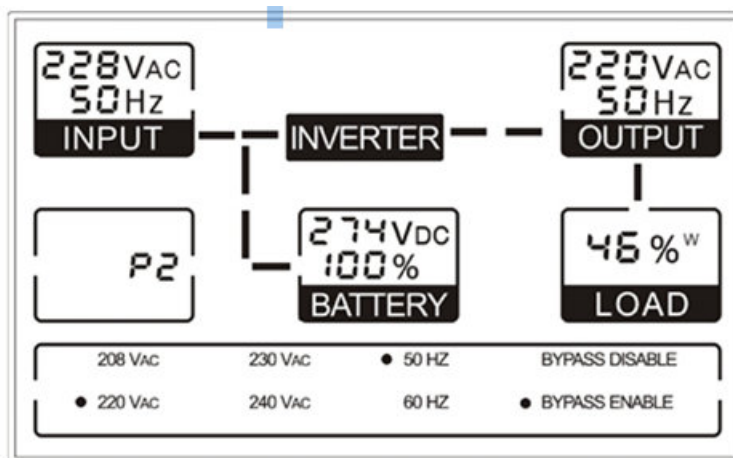 228VAC
50Hz
INPUT
INVERTER
220VAC
50Hz
OUTPUT
P2
274VDC
100%
BATTERY
46%W
LOAD
208 VAC 230 VAC ● 50 HZ BYPASS DISABLE
● 220 VAC 240 VAC 60 HZ ● BYPASS ENABLE